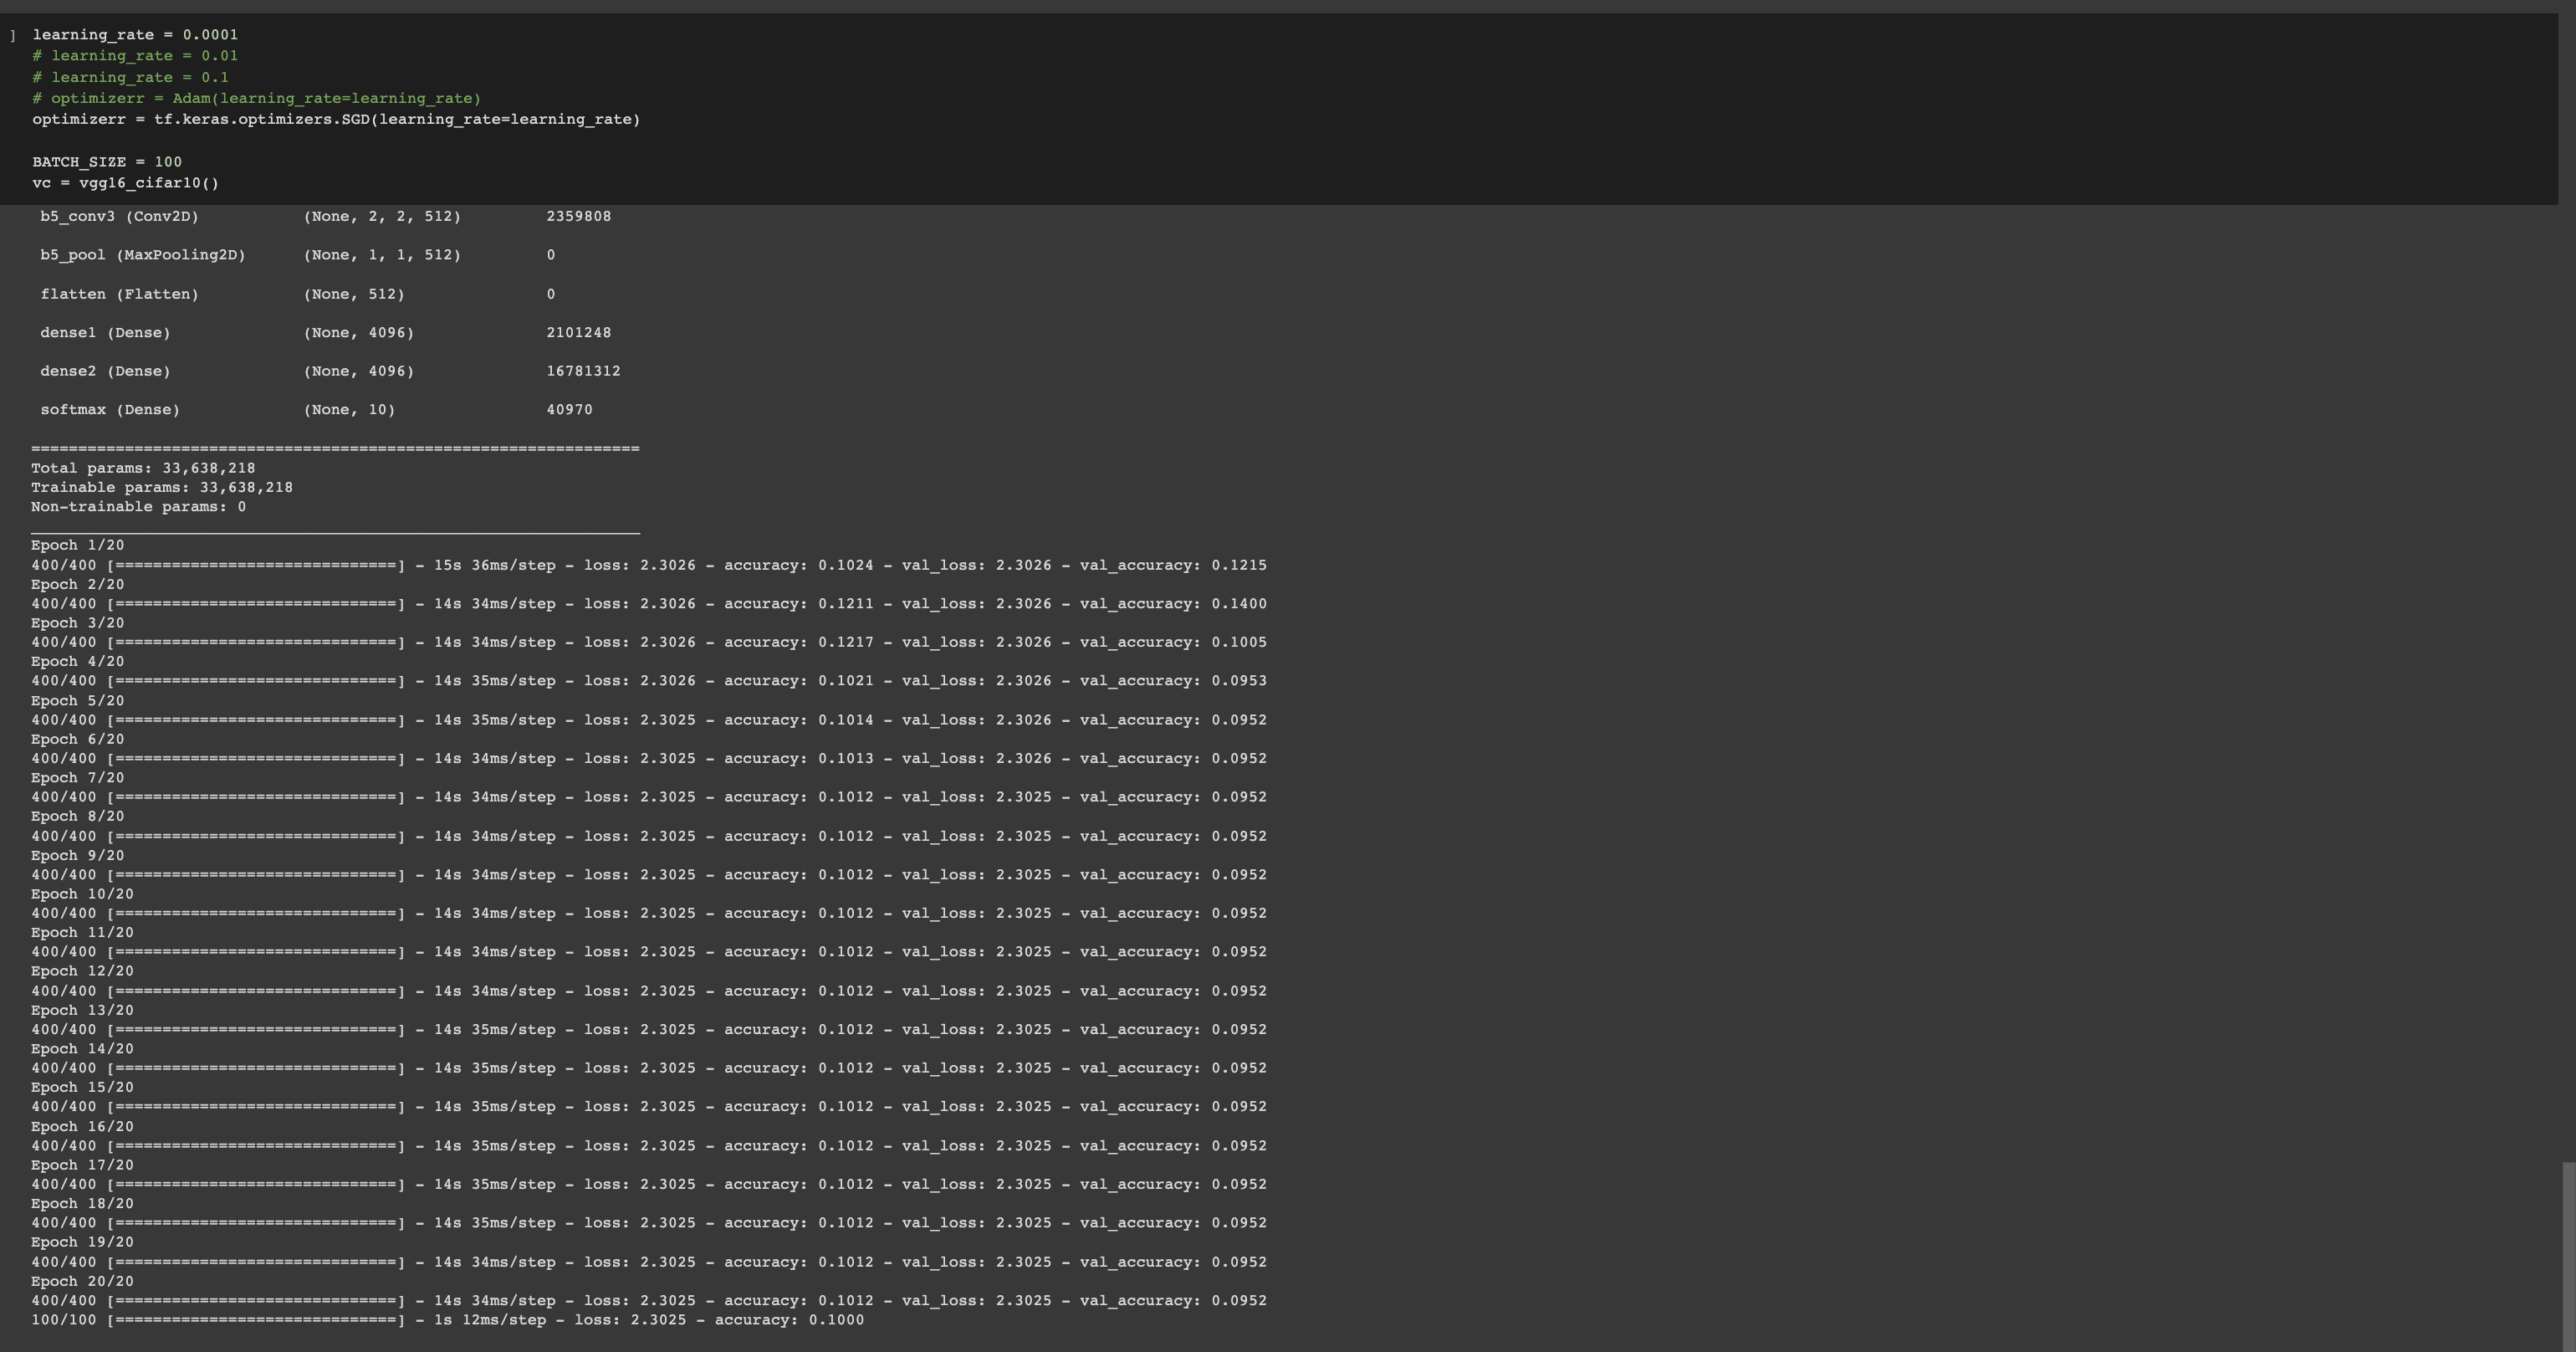 ] learning_rate = 0.0001
# learning_rate = 0.01
# learning_rate = 0.1
# optimizerr = Adam(learning_rate=learning_rate)
optimizerr = tf.keras.optimizers.SGD(learning_rate=learning_rate)
BATCH_SIZE = 100
vc = vgg16_cifar10()
b5_conv3 (Conv2D) (None, 2, 2, 512) 2359808
b5_pool (MaxPooling2D) (None, 1, 1, 512) 0
flatten (Flatten) (None, 512) 0
dense1 (Dense) (None, 4096) 2101248
dense2 (Dense) (None, 4096) 16781312
softmax (Dense) (None, 10) 40970
=================================================================
Total params: 33,638,218
Trainable params: 33,638,218
Non-trainable params: 0
_________________________________________________________________
Epoch 1/20
400/400 [==============================] - 15s 36ms/step - loss: 2.3026 - accuracy: 0.1024 - val_loss: 2.3026 - val_accuracy: 0.1215
Epoch 2/20
400/400 [==============================] - 14s 34ms/step - loss: 2.3026 - accuracy: 0.1211 - val_loss: 2.3026 - val_accuracy: 0.1400
Epoch 3/20
400/400 [==============================] - 14s 34ms/step - loss: 2.3026 - accuracy: 0.1217 - val_loss: 2.3026 - val_accuracy: 0.1005
Epoch 4/20
400/400 [==============================] - 14s 35ms/step - loss: 2.3026 - accuracy: 0.1021 - val_loss: 2.3026 - val_accuracy: 0.0953
Epoch 5/20
400/400 [==============================] - 14s 35ms/step - loss: 2.3025 - accuracy: 0.1014 - val_loss: 2.3026 - val_accuracy: 0.0952
Epoch 6/20
400/400 [==============================] - 14s 34ms/step - loss: 2.3025 - accuracy: 0.1013 - val_loss: 2.3026 - val_accuracy: 0.0952
Epoch 7/20
400/400 [==============================] - 14s 34ms/step - loss: 2.3025 - accuracy: 0.1012 - val_loss: 2.3025 - val_accuracy: 0.0952
Epoch 8/20
400/400 [==============================] - 14s 34ms/step - loss: 2.3025 - accuracy: 0.1012 - val_loss: 2.3025 - val_accuracy: 0.0952
Epoch 9/20
400/400 [==============================] - 14s 34ms/step - loss: 2.3025 - accuracy: 0.1012 - val_loss: 2.3025 - val_accuracy: 0.0952
Epoch 10/20
400/400 [==============================] - 14s 34ms/step - loss: 2.3025 - accuracy: 0.1012 - val_loss: 2.3025 - val_accuracy: 0.0952
Epoch 11/20
400/400 [==============================] - 14s 34ms/step - loss: 2.3025 - accuracy: 0.1012 - val_loss: 2.3025 - val_accuracy: 0.0952
Epoch 12/20
400/400 [==============================] - 14s 34ms/step - loss: 2.3025 - accuracy: 0.1012 - val_loss: 2.3025 - val_accuracy: 0.0952
Epoch 13/20
400/400 [==============================] - 14s 35ms/step - loss: 2.3025 - accuracy: 0.1012 - val_loss: 2.3025 - val_accuracy: 0.0952
Epoch 14/20
400/400 [==============================] - 14s 35ms/step - loss: 2.3025 - accuracy: 0.1012 - val_loss: 2.3025 - val_accuracy: 0.0952
Epoch 15/20
400/400 [==============================] - 14s 35ms/step - loss: 2.3025 - accuracy: 0.1012 - val_loss: 2.3025 - val_accuracy: 0.0952
Epoch 16/20
400/400 [==============================] - 14s 35ms/step - loss: 2.3025 - accuracy: 0.1012 - val_loss: 2.3025 - val_accuracy: 0.0952
Epoch 17/20
400/400 [==============================] - 14s 35ms/step - loss: 2.3025 - accuracy: 0.1012 - val_loss: 2.3025 - val_accuracy: 0.0952
Epoch 18/20
400/400 [==============================] - 14s 35ms/step - loss: 2.3025 - accuracy: 0.1012 - val_loss: 2.3025 - val_accuracy: 0.0952
Epoch 19/20
400/400 [==============================] - 14s 34ms/step - loss: 2.3025 - accuracy: 0.1012 - val_loss: 2.3025 - val_accuracy: 0.0952
Epoch 20/20
400/400 [==============================] - 14s 34ms/step - loss: 2.3025 - accuracy: 0.1012 - val_loss: 2.3025 - val_accuracy: 0.0952
100/100 [==============================] - 1s 12ms/step - loss: 2.3025 - accuracy: 0.1000